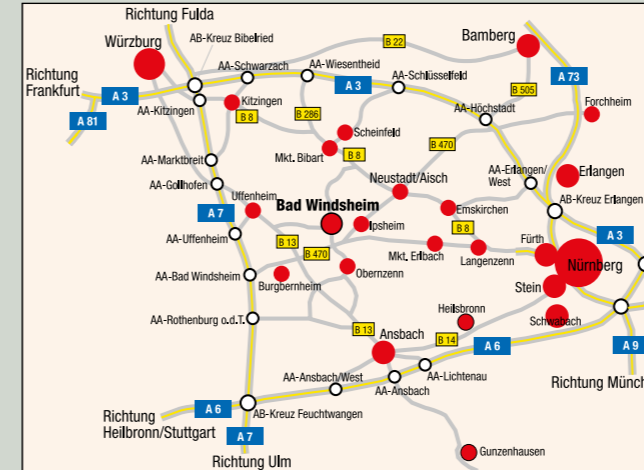 Richtung Fulda
AB-Kreuz Bibelried
Würzburg
B 22
Bamberg
AA-Schwarzach
AA-Wiesentheid
Richtung
Frankfurt
A 3
A 3
AA-Schlüsselfeld
A 73
B 505
AA-Kitzingen
Kitzingen
B 8
B 286
AA-Höchstadt
Forchheim
A 81
Scheinfeld
B 470
AA-Marktbreit
Mkt. Bibart
B 8
AA-Gollhofen
Neustadt/Aisch
AA-Erlangen/
West
Erlangen
Uffenheim
Bad Windsheim
Emskirchen
AB-Kreuz Erlangen
A 7
Ipsheim
B 8
Fürth
A 3
AA-Uffenheim
B 13
B 470
Mkt. Erlbach
Langenzenn
Nürnberg
AA-Bad Windsheim
Burgbernheim
Obernzenn
Stein
Heilsbronn
AA-Rothenburg o.d.T.
B 13
Ansbach
B 14
Schwabach
A 6
A 9
AA-Ansbach/West
AA-Lichtenau
AA-Ansbach
Richtung Münch
Richtung
Heilbronn/Stuttgart
A 6
AB-Kreuz Feuchtwangen
A 7
Richtung Ulm
Gunzenhausen